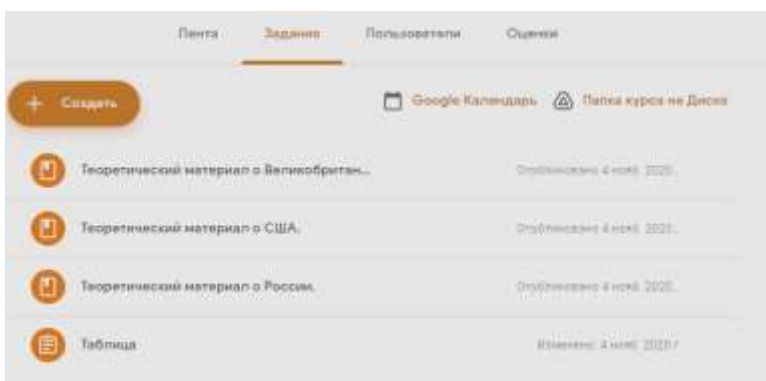 Лента Задания Пользователи Оценки
+ Создать Google Календарь Папка курса на Диске
Теоретический материал о Великобритан... Опубликовано 4 нояб. 2020...
Теоретический материал о США. Опубликовано 4 нояб. 2020...
Теоретический материал о России. Опубликовано 4 нояб. 2020...
Таблица Изменено: 4 нояб. 2020 г.